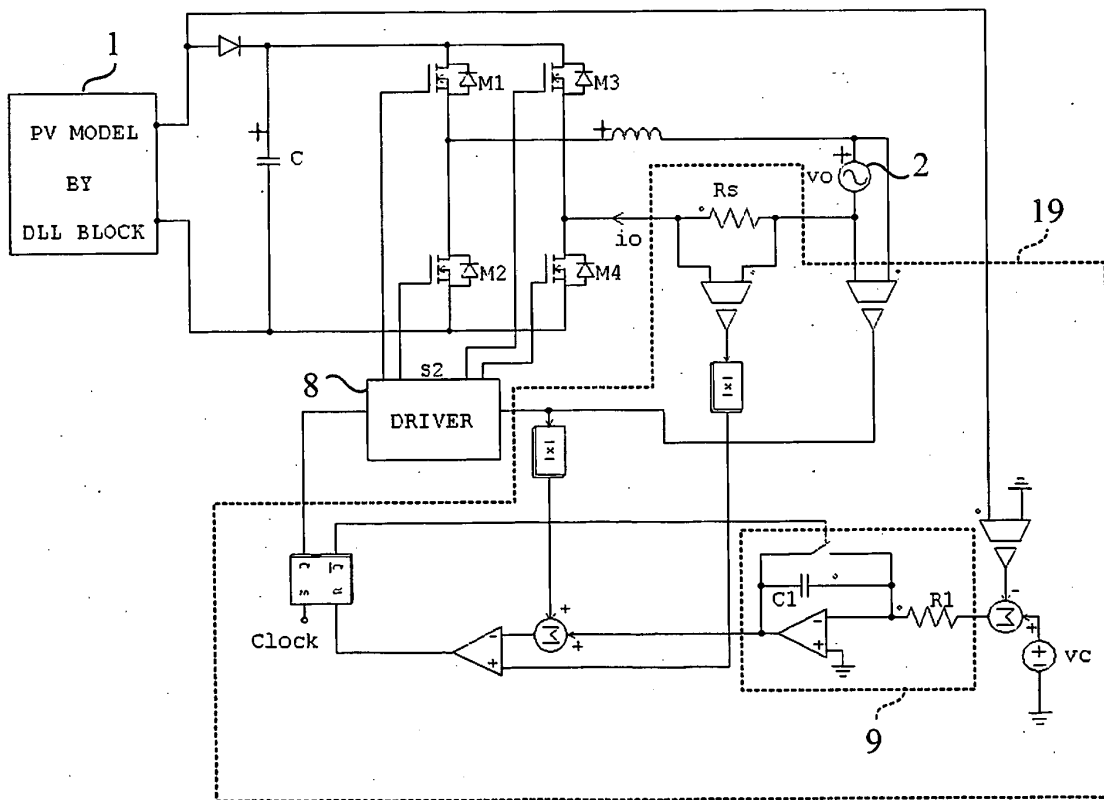 1
PV MODEL
BY
DLL BLOCK
+
C
M1
M3
+
vo
+
2
Rs
io
19
M2
M4
S2
8
DRIVER
|x|
|x|
Clock
+
+
Σ
-
+
C1
R1
-
+
-
+
Σ
+
-
vc
9